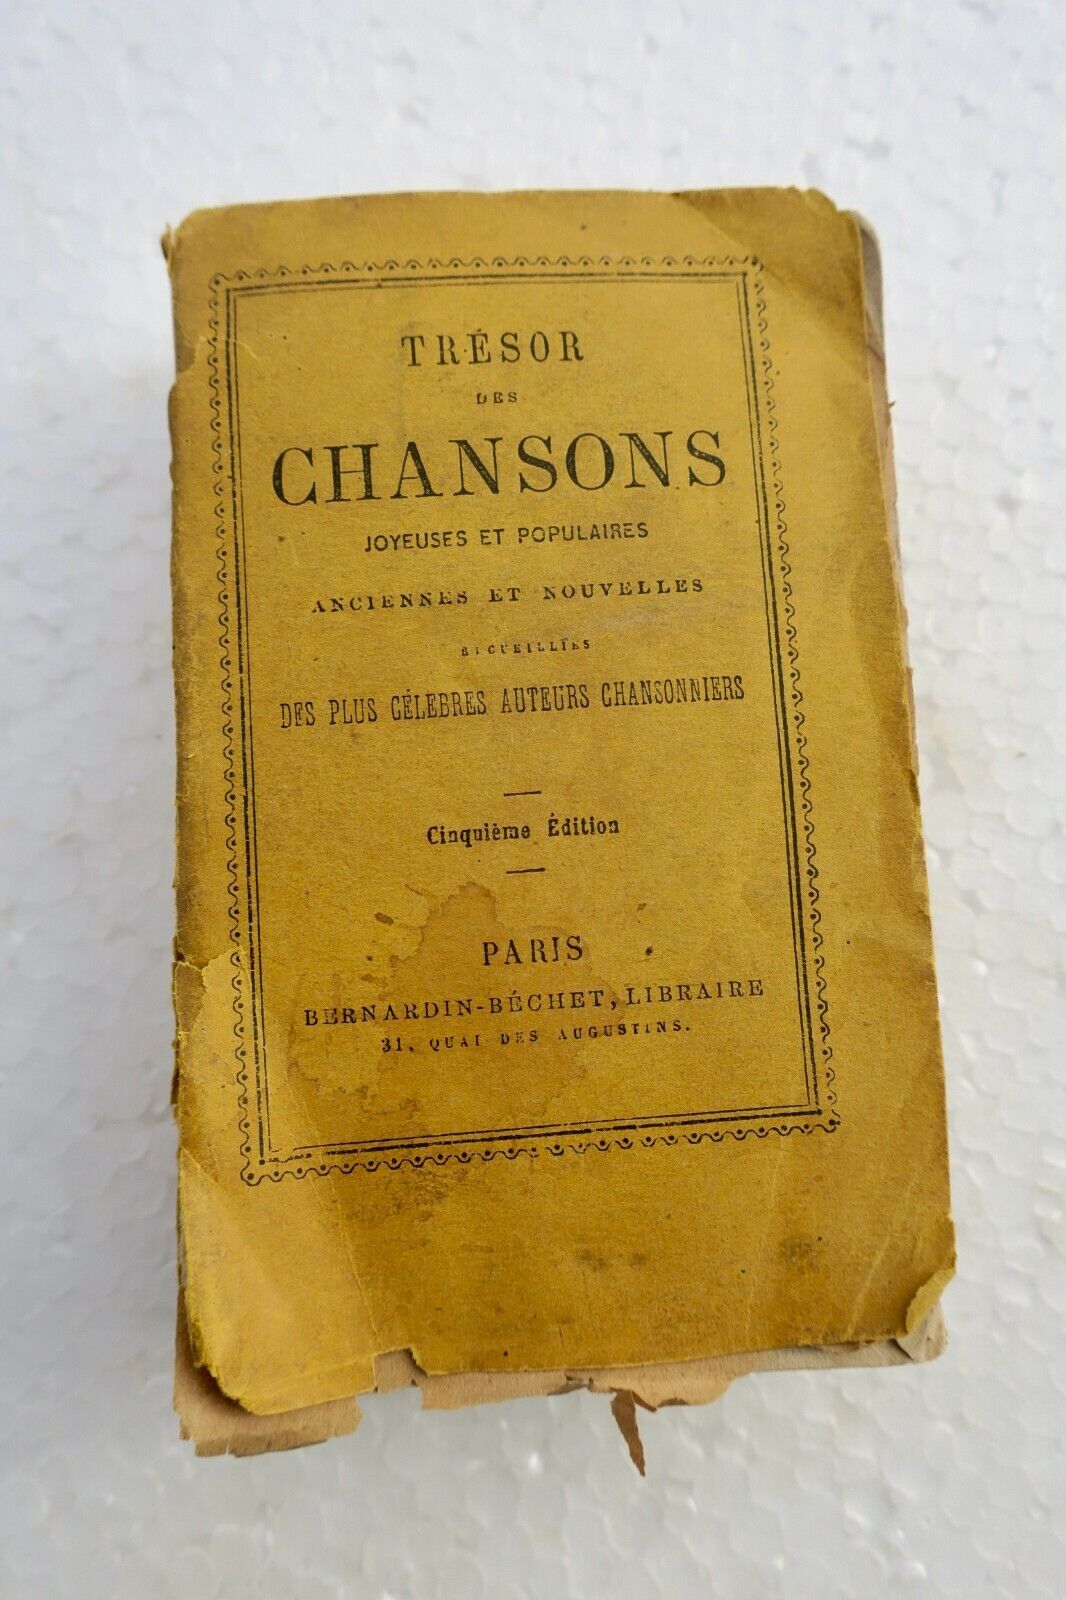 TRÉSOR
DES
CHANSONS
JOYEUSES ET POPULAIRES
ANCIENNES ET NOUVELLES
RECUEILLIES
DES PLUS CÉLÈBRES AUTEURS CHANSONNIERS
Cinquième Édition
PARIS
BERNARDIN-BÉCHET, LIBRAIRE
31, QUAI DES AUGUSTINS.